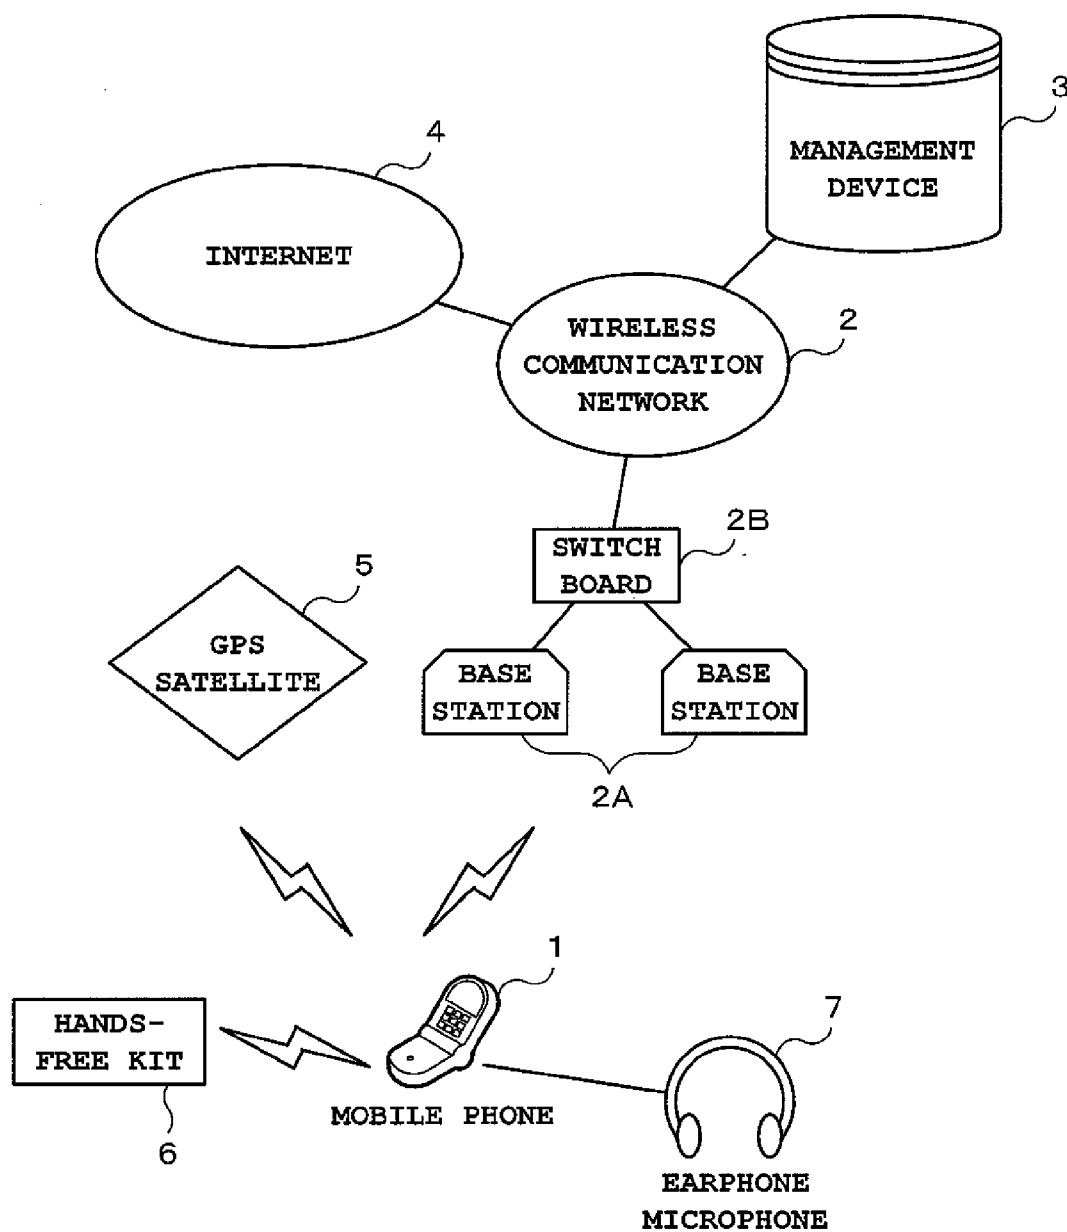 3
MANAGEMENT
DEVICE
4
INTERNET
2
WIRELESS
COMMUNICATION
NETWORK
2B
SWITCH
BOARD
5
GPS
SATELLITE
BASE
STATION
BASE
STATION
2A
1
MOBILE PHONE
HANDS-
FREE KIT
6
7
EARPHONE
MICROPHONE